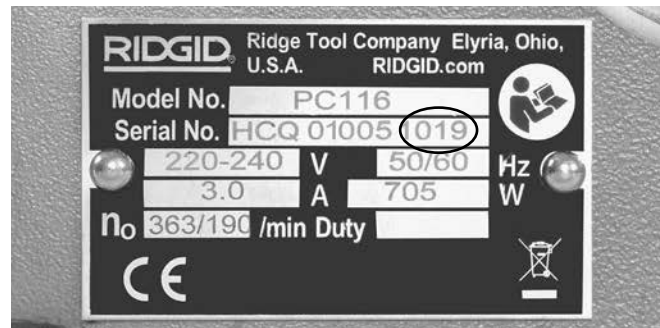 RIDGID® Ridge Tool Company Elyria, Ohio,
U.S.A. RIDGID.com
Model No. PC116
Serial No. HCQ 01005 1019
220-240 V 50/60 Hz
3.0 A 705 W
no 363/190 /min Duty
CE